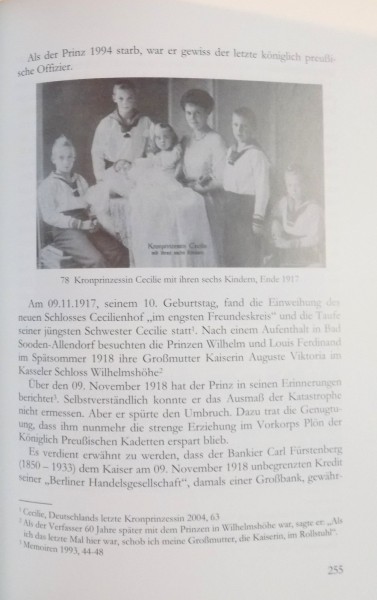 Als der Prinz 1994 starb, war er gewiss der letzte königlich preußi-
sche Offizier.
Kronprinzessin Cecilie
mit ihren sechs Kindern
78 Kronprinzessin Cecilie mit ihren sechs Kindern, Ende 1917
Am 09.11.1917, seinem 10. Geburtstag, fand die Einweihung des
neuen Schlosses Cecilienhof „im engsten Freundeskreis" und die Taufe
seiner jüngsten Schwester Cecilie statt¹. Nach einem Aufenthalt in Bad
Sooden-Allendorf besuchten die Prinzen Wilhelm und Louis Ferdinand
im Spätsommer 1918 ihre Großmutter Kaiserin Auguste Viktoria im
Kasseler Schloss Wilhelmshöhe²
Über den 09. November 1918 hat der Prinz in seinen Erinnerungen
berichtet³. Selbstverständlich konnte er das Ausmaß der Katastrophe
nicht ermessen. Aber er spürte den Umbruch. Dazu trat die Genugtu-
ung, dass ihm nunmehr die strenge Erziehung im Vorkorps Plön der
Königlich Preußischen Kadetten erspart blieb.
Es verdient erwähnt zu werden, dass der Bankier Carl Fürstenberg
(1850 – 1933) dem Kaiser am 09. November 1918 unbegrenzten Kredit
seiner „Berliner Handelsgesellschaft", damals einer Großbank, gewähr-
¹ Cecilie, Deutschlands letzte Kronprinzessin 2004, 63
² Als der Verfasser 60 Jahre später mit dem Prinzen in Wilhelmshöhe war, sagte er: „Als
ich das letzte Mal hier war, schob ich meine Großmutter, die Kaiserin, im Rollstuhl".
³ Memoiren 1993, 44-48
255